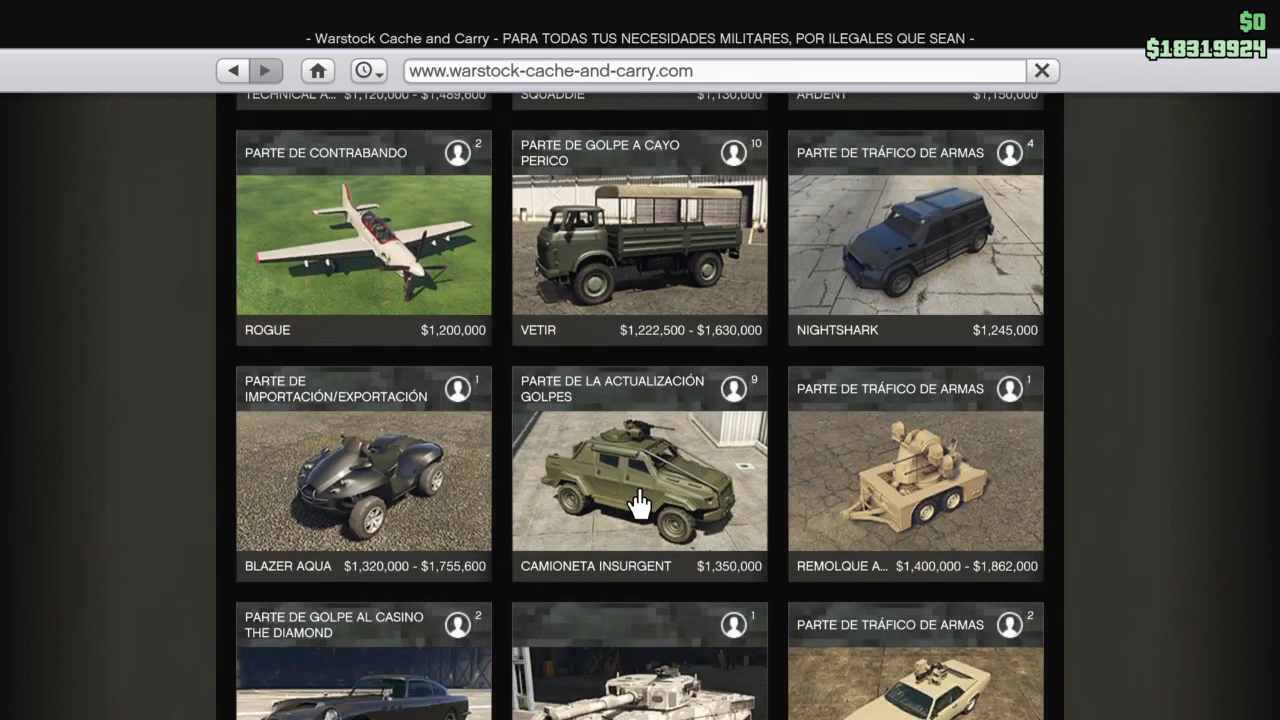 $0
- Warstock Cache and Carry - PARA TODAS TUS NECESIDADES MILITARES, POR ILEGALES QUE SEAN -
$18319924
www.warstock-cache-and-carry.com
TECHNICAL A... $1,120,000 - $1,489,600
SQUADDIE $1,130,000
ARDENT $1,150,000
PARTE DE CONTRABANDO 2
PARTE DE GOLPE A CAYO
PERICO 10
PARTE DE TRÁFICO DE ARMAS 4
ROGUE $1,200,000
VETIR $1,222,500 - $1,630,000
NIGHTSHARK $1,245,000
PARTE DE
IMPORTACIÓN/EXPORTACIÓN 1
PARTE DE LA ACTUALIZACIÓN
GOLPES 9
PARTE DE TRÁFICO DE ARMAS 1
BLAZER AQUA $1,320,000 - $1,755,600
CAMIONETA INSURGENT $1,350,000
REMOLQUE A... $1,400,000 - $1,862,000
PARTE DE GOLPE AL CASINO
THE DIAMOND 2
1
PARTE DE TRÁFICO DE ARMAS 2